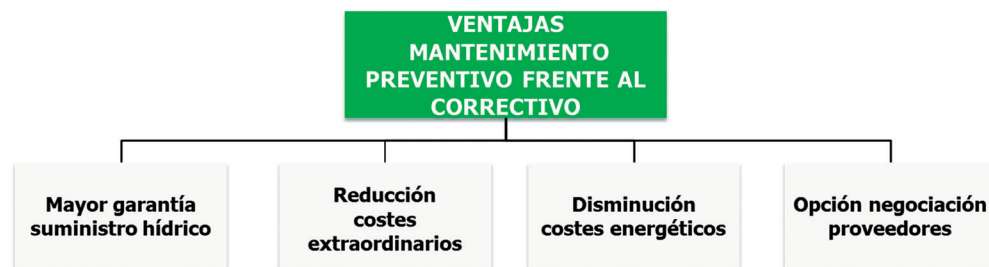 VENTAJAS
MANTENIMIENTO
PREVENTIVO FRENTE AL
CORRECTIVO
Mayor garantía
suministro hídrico
Reducción
costes
extraordinarios
Disminución
costes energéticos
Opción negociación
proveedores